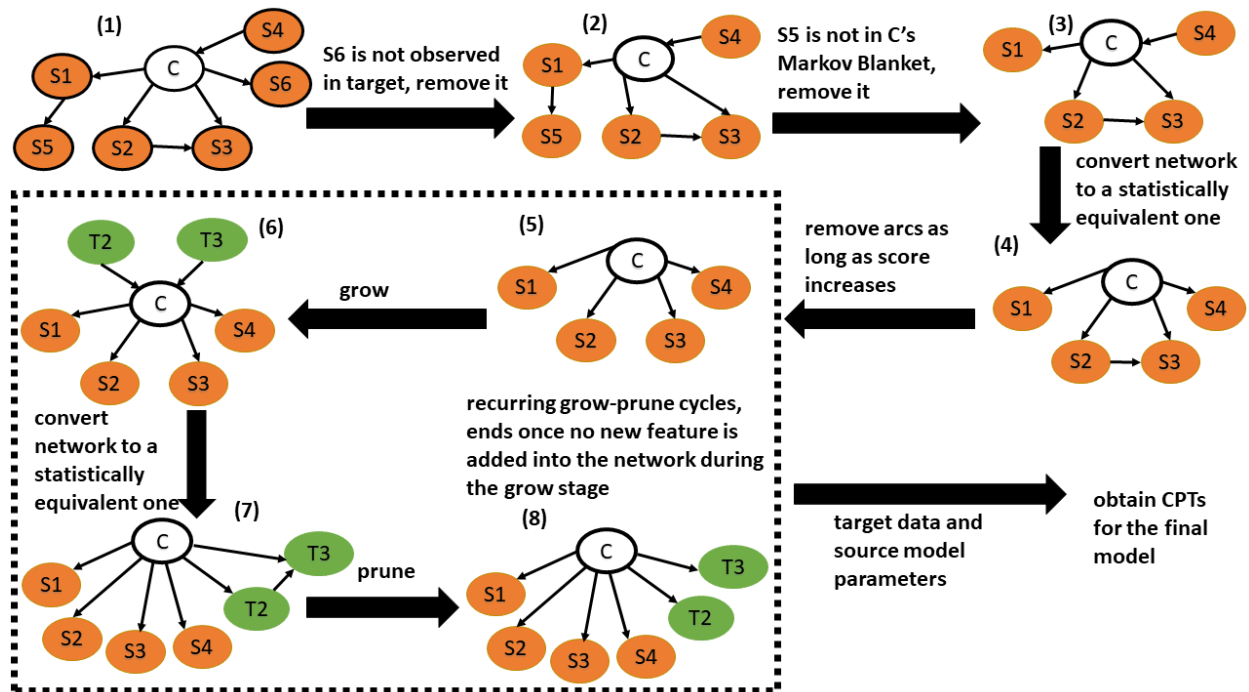 (1)
S4
C
S1
S6
S5
S2
S3
S6 is not observed
in target, remove it
(2)
S4
S1
C
S5
S2
S3
S5 is not in C's
Markov Blanket,
remove it
(3)
S4
S1
C
S2
S3
convert network
to a statistically
equivalent one
(4)
C
S1
S4
S2
S3
remove arcs as
long as score
increases
(5)
C
S1
S4
S2
S3
grow
(6)
T2
T3
C
S1
S4
S2
S3
convert
network to a
statistically
equivalent one
(7)
C
T3
S1
T2
S2
S3
S4
prune
recurring grow-prune cycles,
ends once no new feature is
added into the network during
the grow stage
(8)
C
T3
S1
T2
S2
S3
S4
target data and
source model
parameters
obtain CPTs
for the final
model